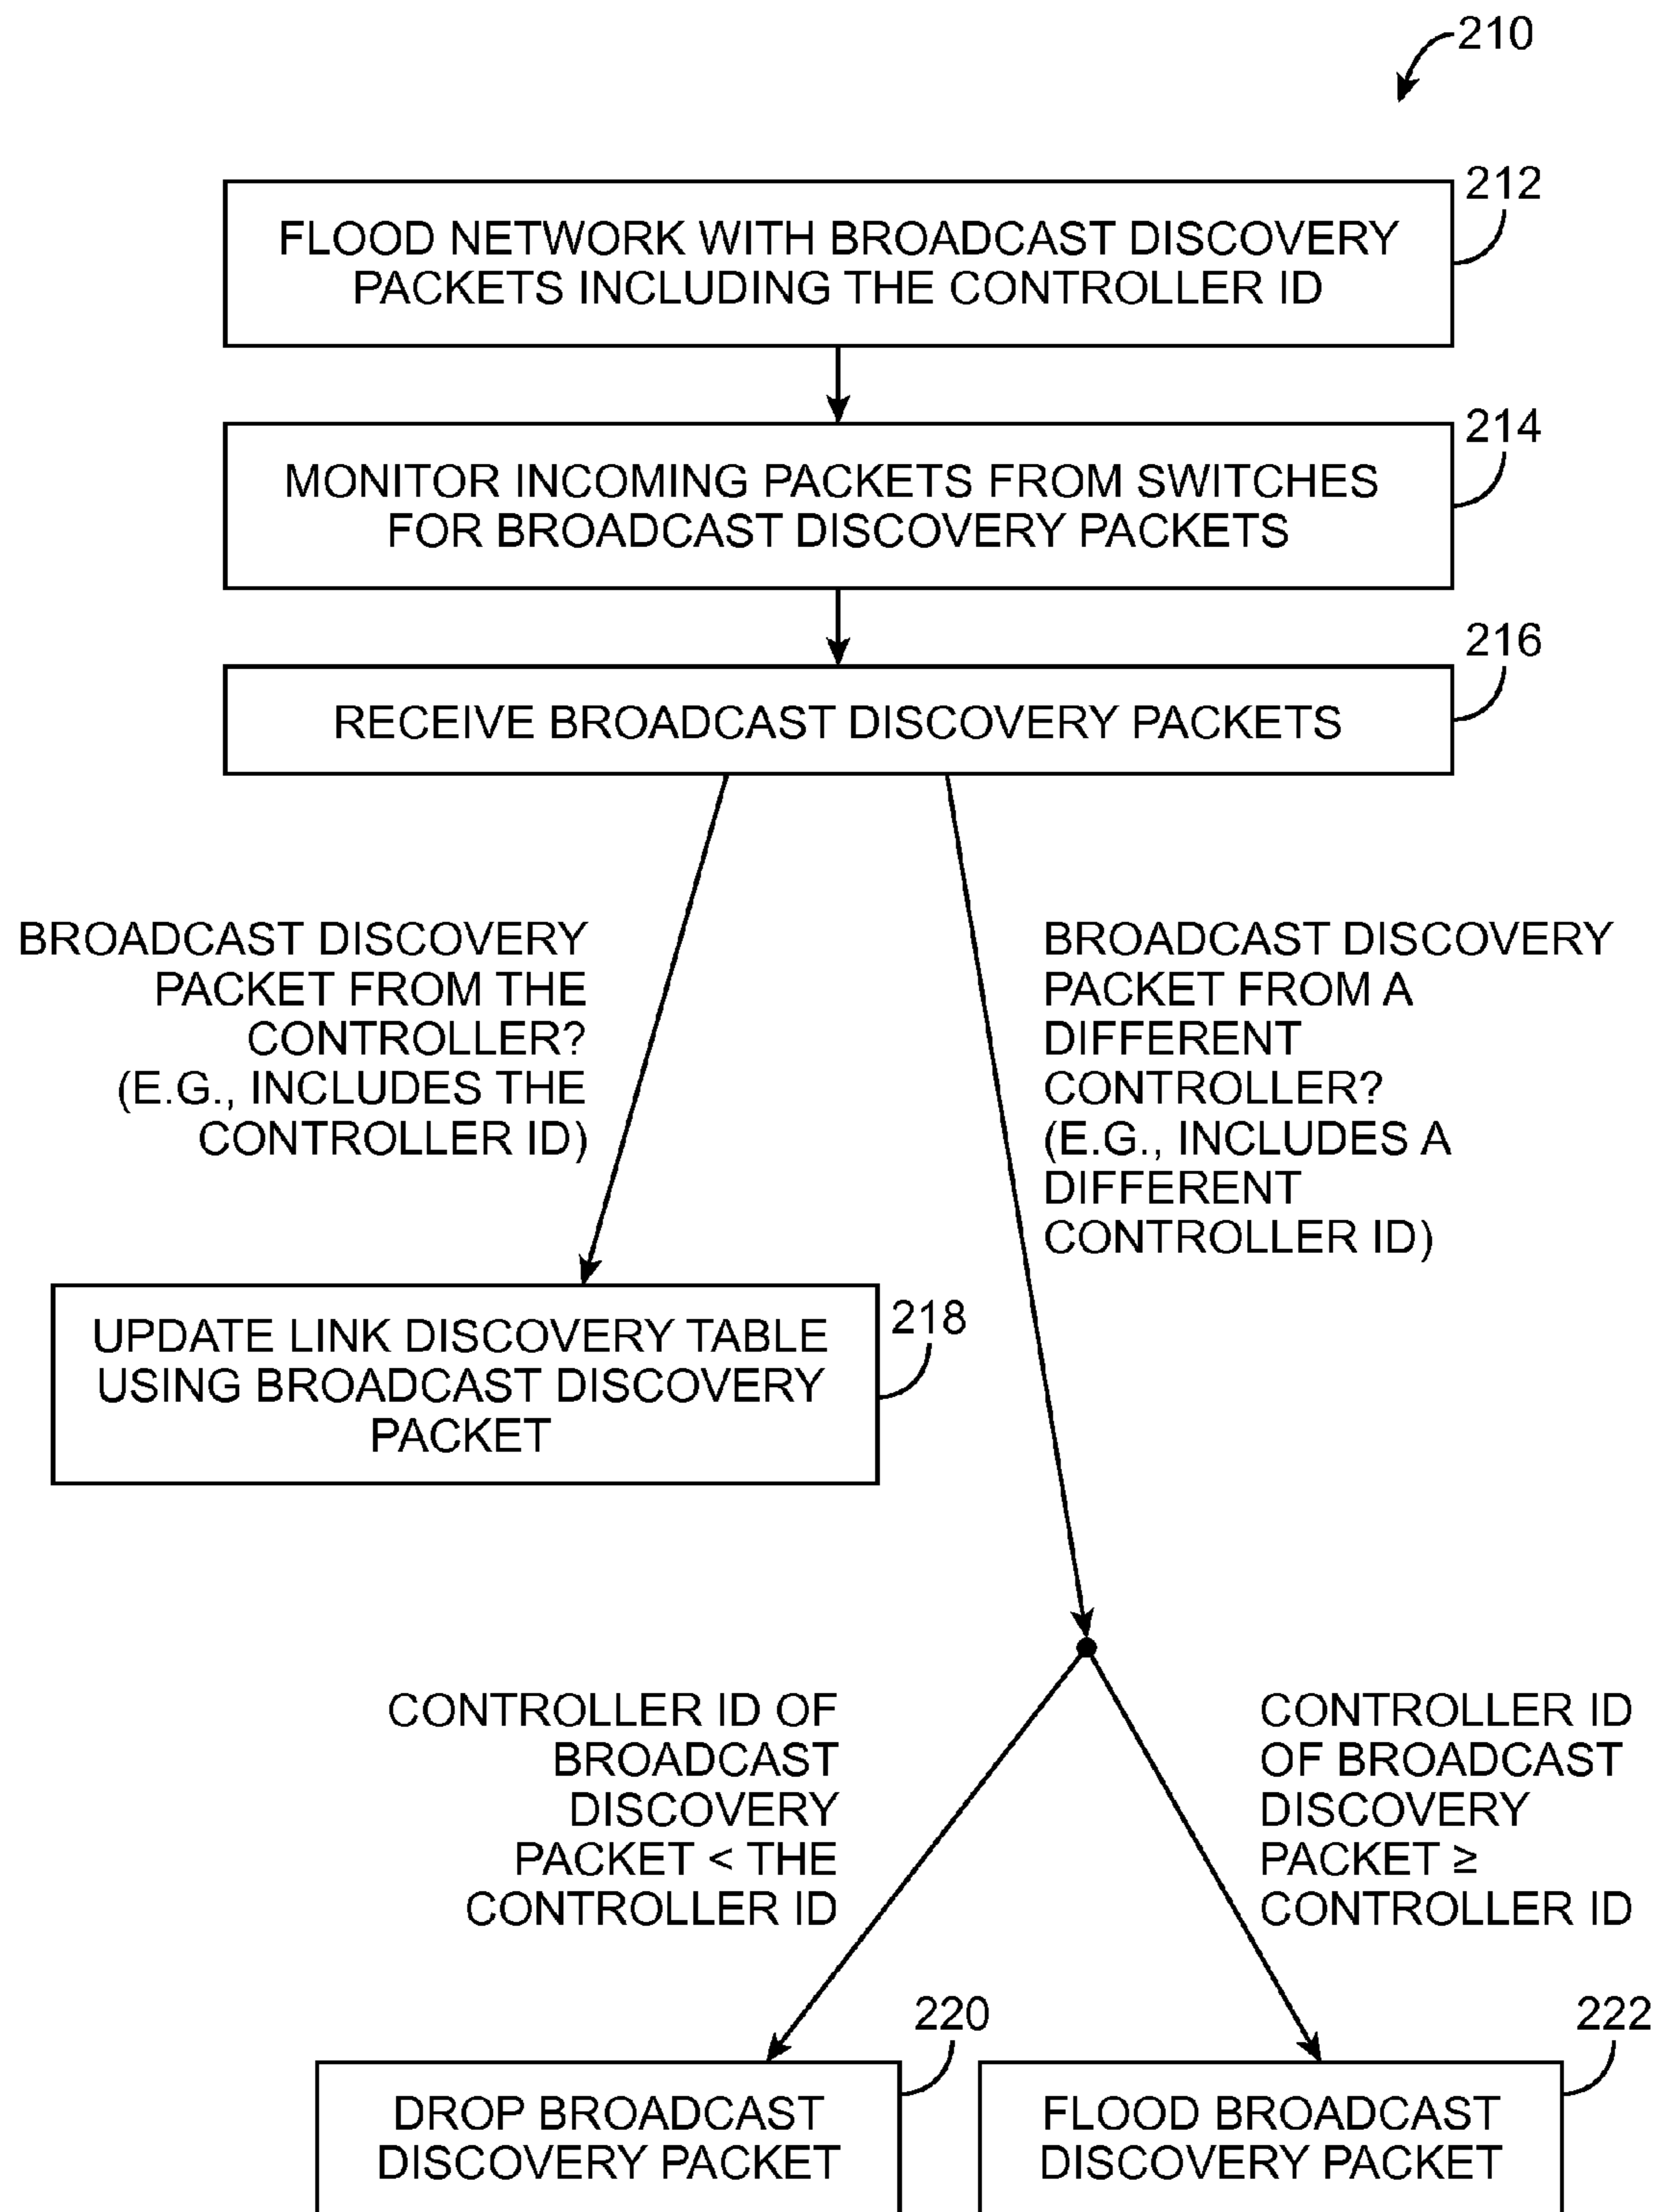 210
212
FLOOD NETWORK WITH BROADCAST DISCOVERY
PACKETS INCLUDING THE CONTROLLER ID
214
MONITOR INCOMING PACKETS FROM SWITCHES
FOR BROADCAST DISCOVERY PACKETS
216
RECEIVE BROADCAST DISCOVERY PACKETS
BROADCAST DISCOVERY
PACKET FROM THE
CONTROLLER?
(E.G., INCLUDES THE
CONTROLLER ID)
BROADCAST DISCOVERY
PACKET FROM A
DIFFERENT
CONTROLLER?
(E.G., INCLUDES A
DIFFERENT
CONTROLLER ID)
218
UPDATE LINK DISCOVERY TABLE
USING BROADCAST DISCOVERY
PACKET
CONTROLLER ID OF
BROADCAST
DISCOVERY
PACKET < THE
CONTROLLER ID
CONTROLLER ID
OF BROADCAST
DISCOVERY
PACKET ≥
CONTROLLER ID
220
DROP BROADCAST
DISCOVERY PACKET
222
FLOOD BROADCAST
DISCOVERY PACKET